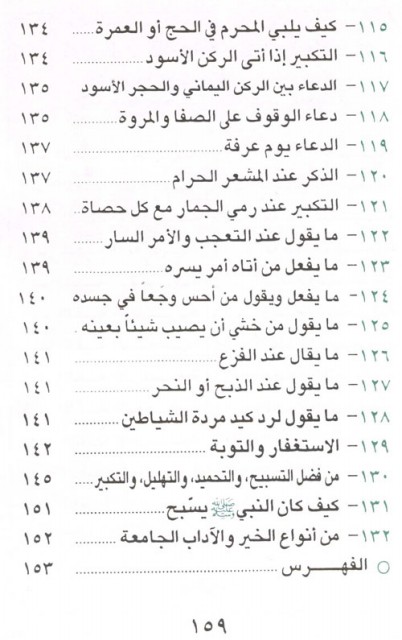 ١١٥- كيف يلبي المحرم في الحج أو العمرة...... ١٣٤
١١٦- التكبير إذا أتى الركن الأسود...................... ١٣٤
١١٧- الدعاء بين الركن اليماني والحجر الأسود ١٣٥
١١٨- دعاء الوقوف على الصفا والمروة............ ١٣٥
١١٩- الدعاء يوم عرفة.................................... ١٣٧
١٢٠- الذكر عند المشعر الحرام........................ ١٣٧
١٢١- التكبير عند رمي الجمار مع كل حصاة.. ١٣٨
١٢٢- ما يقول عند التعجب والأمر السار......... ١٣٩
١٢٣- ما يفعل من أتاه أمر يسره...................... ١٣٩
١٢٤- ما يفعل ويقول من أحس وجَعاً في جسده ١٤٠
١٢٥- ما يقول من خشي أن يصيب شيئاً بعينه . ١٤٠
١٢٦- ما يقال عند الفزع................................. ١٤١
١٢٧- ما يقول عند الذبح أو النحر................... ١٤١
١٢٨- ما يقول لرد كيد مردة الشياطين............ ١٤١
١٢٩- الاستغفار والتوبة................................. ١٤٢
١٣٠- من فضل التسبيح، والتحميد، والتهليل، والتكبير..... ١٤٥
١٣١- كيف كان النبي ﷺ يسّبح...................... ١٥١
١٣٢- من أنواع الخير والآداب الجامعة............ ١٥٢
○ الفهــــرس............................................... ١٥٣
١٥٩